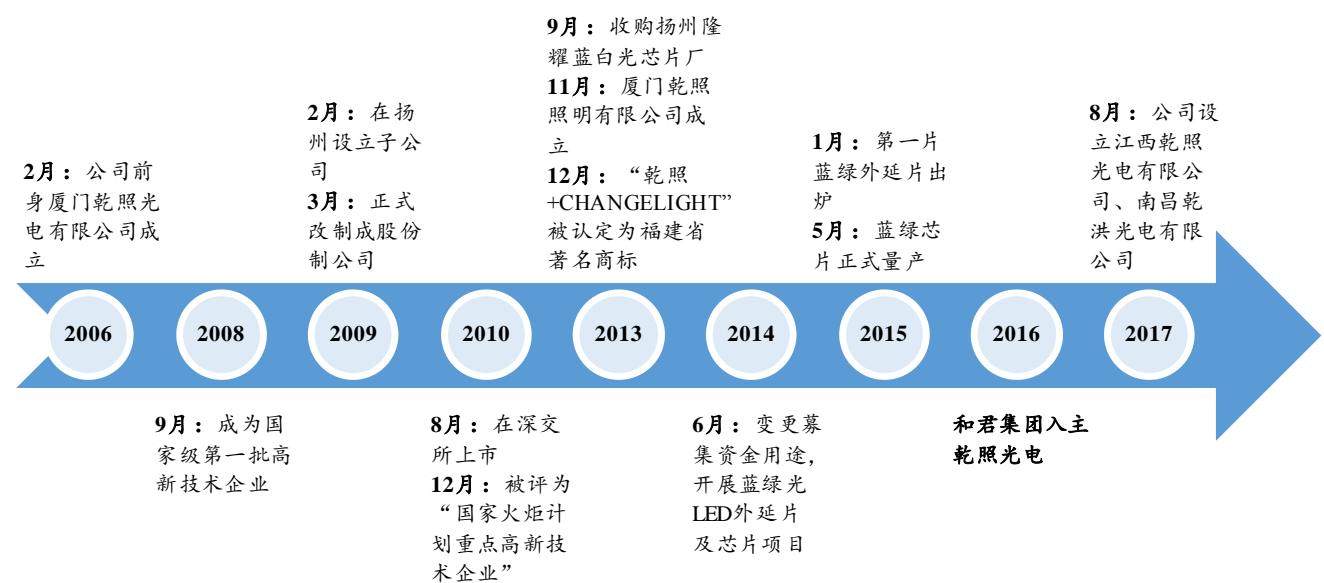 2月：公司前
身厦门乾照光
电有限公司成
立
2月：在扬
州设立子公
司
3月：正式
改制成股份
制公司
9月：收购扬州隆
耀蓝白光芯片厂
11月：厦门乾照
照明有限公司成
立
12月：“乾照
+CHANGELIGHT”
被认定为福建省
著名商标
1月：第一片
蓝绿外延片出
炉
5月：蓝绿芯
片正式量产
8月：公司设
立江西乾照
光电有限公
司、南昌乾
洪光电有限
公司
2006
2008
2009
2010
2013
2014
2015
2016
2017
9月：成为国
家级第一批高
新技术企业
8月：在深交
所上市
12月：被评为
“国家火炬计
划重点高新技
术企业”
6月：变更募
集资金用途，
开展蓝绿光
LED外延片
及芯片项目
和君集团入主
乾照光电